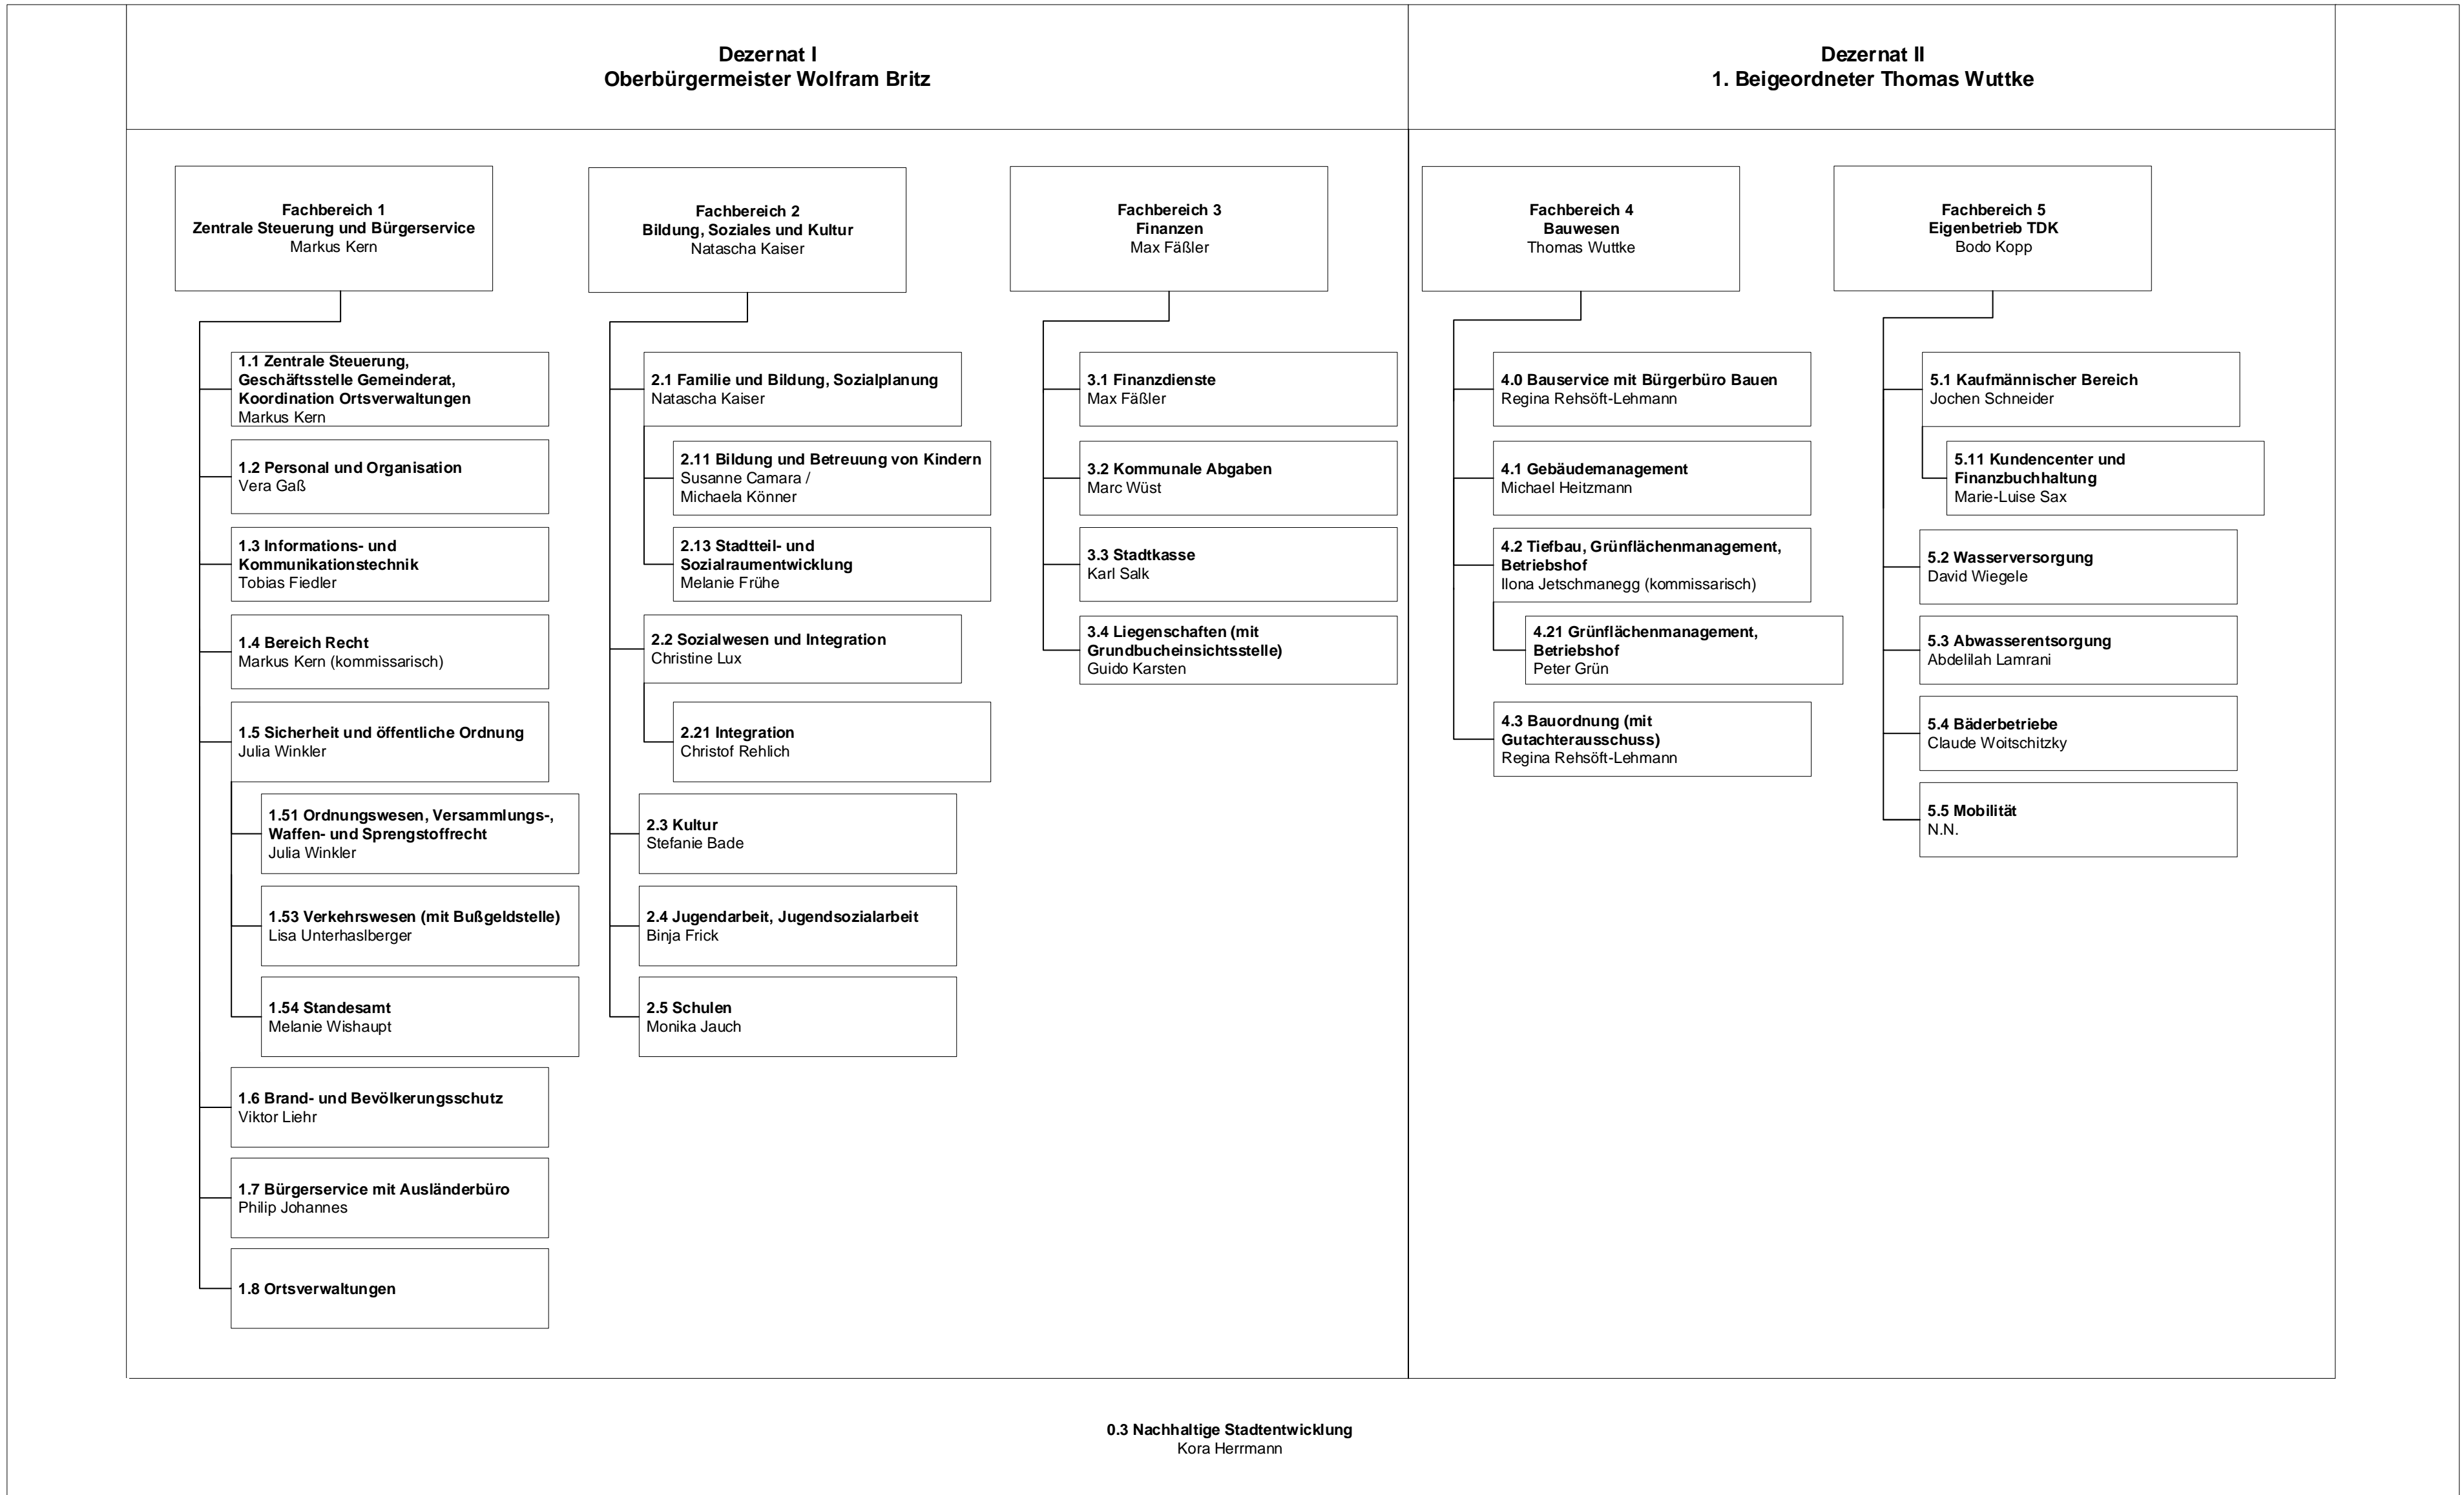 Dezernat I
Oberbürgermeister Wolfram Britz
Dezernat II
1. Beigeordneter Thomas Wuttke
Fachbereich 1
Zentrale Steuerung und Bürgerservice
Markus Kern
1.1 Zentrale Steuerung,
Geschäftsstelle Gemeinderat,
Koordination Ortsverwaltungen
Markus Kern
1.2 Personal und Organisation
Vera Gaß
1.3 Informations- und
Kommunikationstechnik
Tobias Fiedler
1.4 Bereich Recht
Markus Kern (kommissarisch)
1.5 Sicherheit und öffentliche Ordnung
Julia Winkler
1.51 Ordnungswesen, Versammlungs-,
Waffen- und Sprengstoffrecht
Julia Winkler
1.53 Verkehrswesen (mit Bußgeldstelle)
Lisa Unterhaslberger
1.54 Standesamt
Melanie Wishaupt
1.6 Brand- und Bevölkerungsschutz
Viktor Liehr
1.7 Bürgerservice mit Ausländerbüro
Philip Johannes
1.8 Ortsverwaltungen
Fachbereich 2
Bildung, Soziales und Kultur
Natascha Kaiser
2.1 Familie und Bildung, Sozialplanung
Natascha Kaiser
2.11 Bildung und Betreuung von Kindern
Susanne Camara /
Michaela Könner
2.13 Stadtteil- und
Sozialraumentwicklung
Melanie Frühe
2.2 Sozialwesen und Integration
Christine Lux
2.21 Integration
Christof Rehlich
2.3 Kultur
Stefanie Bade
2.4 Jugendarbeit, Jugendsozialarbeit
Binja Frick
2.5 Schulen
Monika Jauch
Fachbereich 3
Finanzen
Max Fäßler
3.1 Finanzdienste
Max Fäßler
3.2 Kommunale Abgaben
Marc Wüst
3.3 Stadtkasse
Karl Salk
3.4 Liegenschaften (mit
Grundbucheinsichtsstelle)
Guido Karsten
Fachbereich 4
Bauwesen
Thomas Wuttke
4.0 Bauservice mit Bürgerbüro Bauen
Regina Rehsöft-Lehmann
4.1 Gebäudemanagement
Michael Heitzmann
4.2 Tiefbau, Grünflächenmanagement,
Betriebshof
Ilona Jetschmanegg (kommissarisch)
4.21 Grünflächenmanagement,
Betriebshof
Peter Grün
4.3 Bauordnung (mit
Gutachterausschuss)
Regina Rehsöft-Lehmann
Fachbereich 5
Eigenbetrieb TDK
Bodo Kopp
5.1 Kaufmännischer Bereich
Jochen Schneider
5.11 Kundencenter und
Finanzbuchhaltung
Marie-Luise Sax
5.2 Wasserversorgung
David Wiegele
5.3 Abwasserentsorgung
Abdelilah Lamrani
5.4 Bäderbetriebe
Claude Woitschitzky
5.5 Mobilität
N.N.
0.3 Nachhaltige Stadtentwicklung
Kora Herrmann